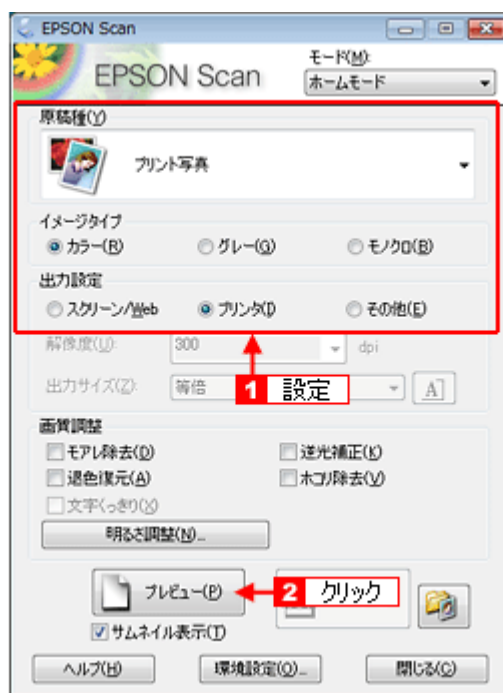 EPSON Scan
EPSON Scan
モード(M):
ホームモード
原稿種(Y)
プリント写真
イメージタイプ
カラー(R) グレー(G) モノクロ(B)
出力設定
スクリーン/Web プリンタ(I) その他(E)
解像度(U): 300 dpi
出力サイズ(Z): 等倍 A
1 設定
画質調整
モアレ除去(D) 逆光補正(K)
退色復元(A) ホコリ除去(V)
文字くっきり(X)
明るさ調整(N)...
プレビュー(P) 2 クリック
サムネイル表示(T)
ヘルプ(H) 環境設定(O)... 閉じる(C)